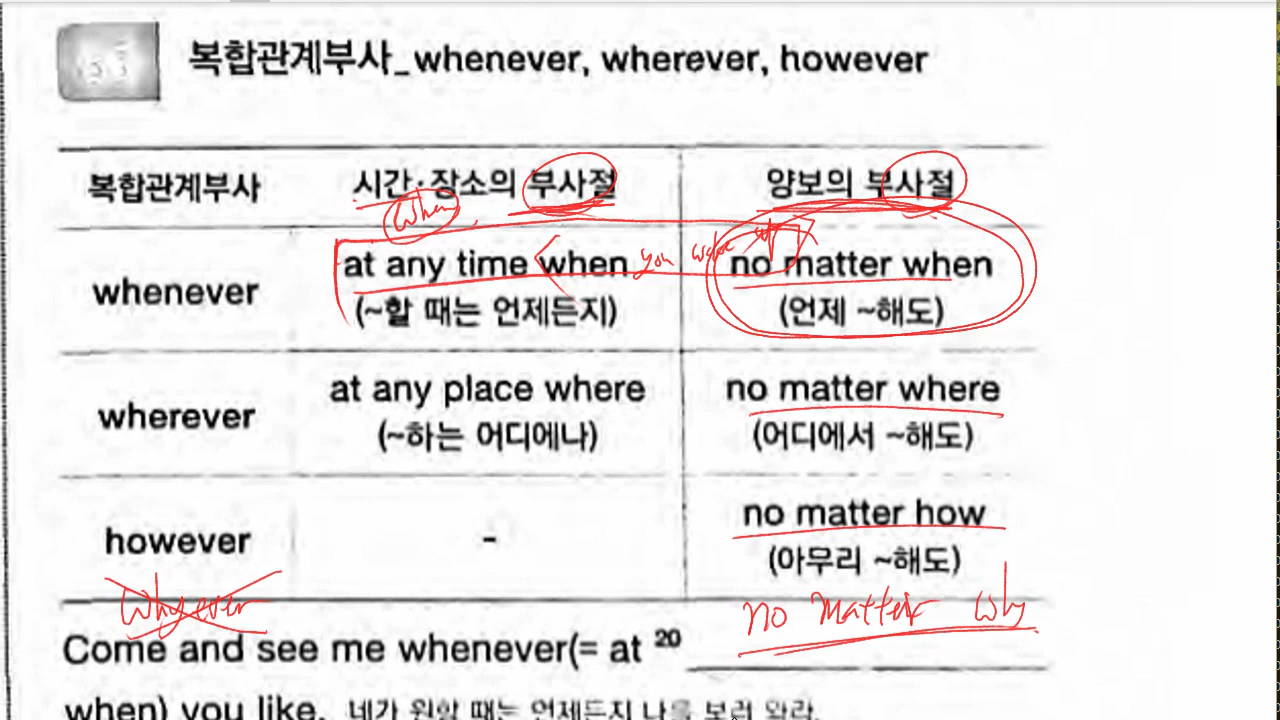 복합관계부사_whenever, wherever, however
복합관계부사 시간·장소의 부사절 양보의 부사절
when
whenever at any time when you wake up no matter when
(~할 때는 언제든지) (언제 ~해도)
wherever at any place where no matter where
(~하는 어디에나) (어디에서 ~해도)
however - no matter how
(아무리 ~해도)
Whyever no matter why
Come and see me whenever(= at 20
when) you like. 네가 원할 때는 언제든지 나를 보러 와라.